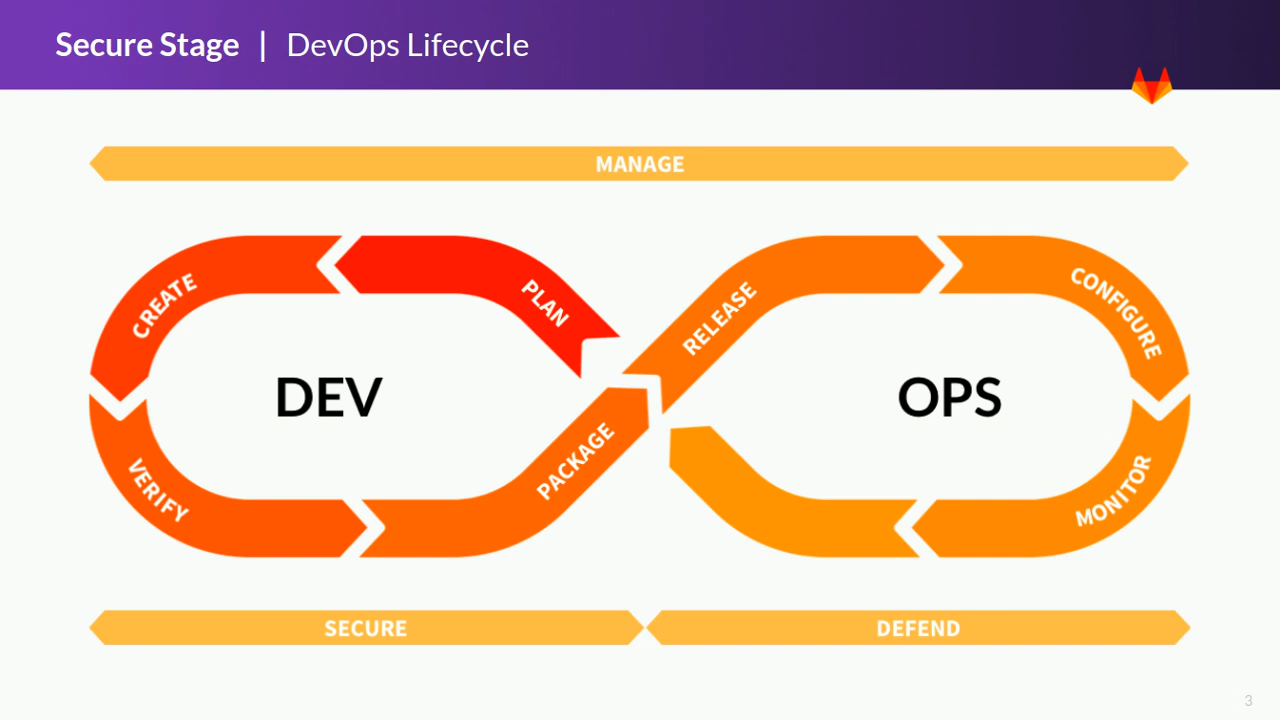 Secure Stage | DevOps Lifecycle
MANAGE
CREATE
PLAN
RELEASE
CONFIGURE
DEV
OPS
VERIFY
PACKAGE
MONITOR
SECURE
DEFEND
3